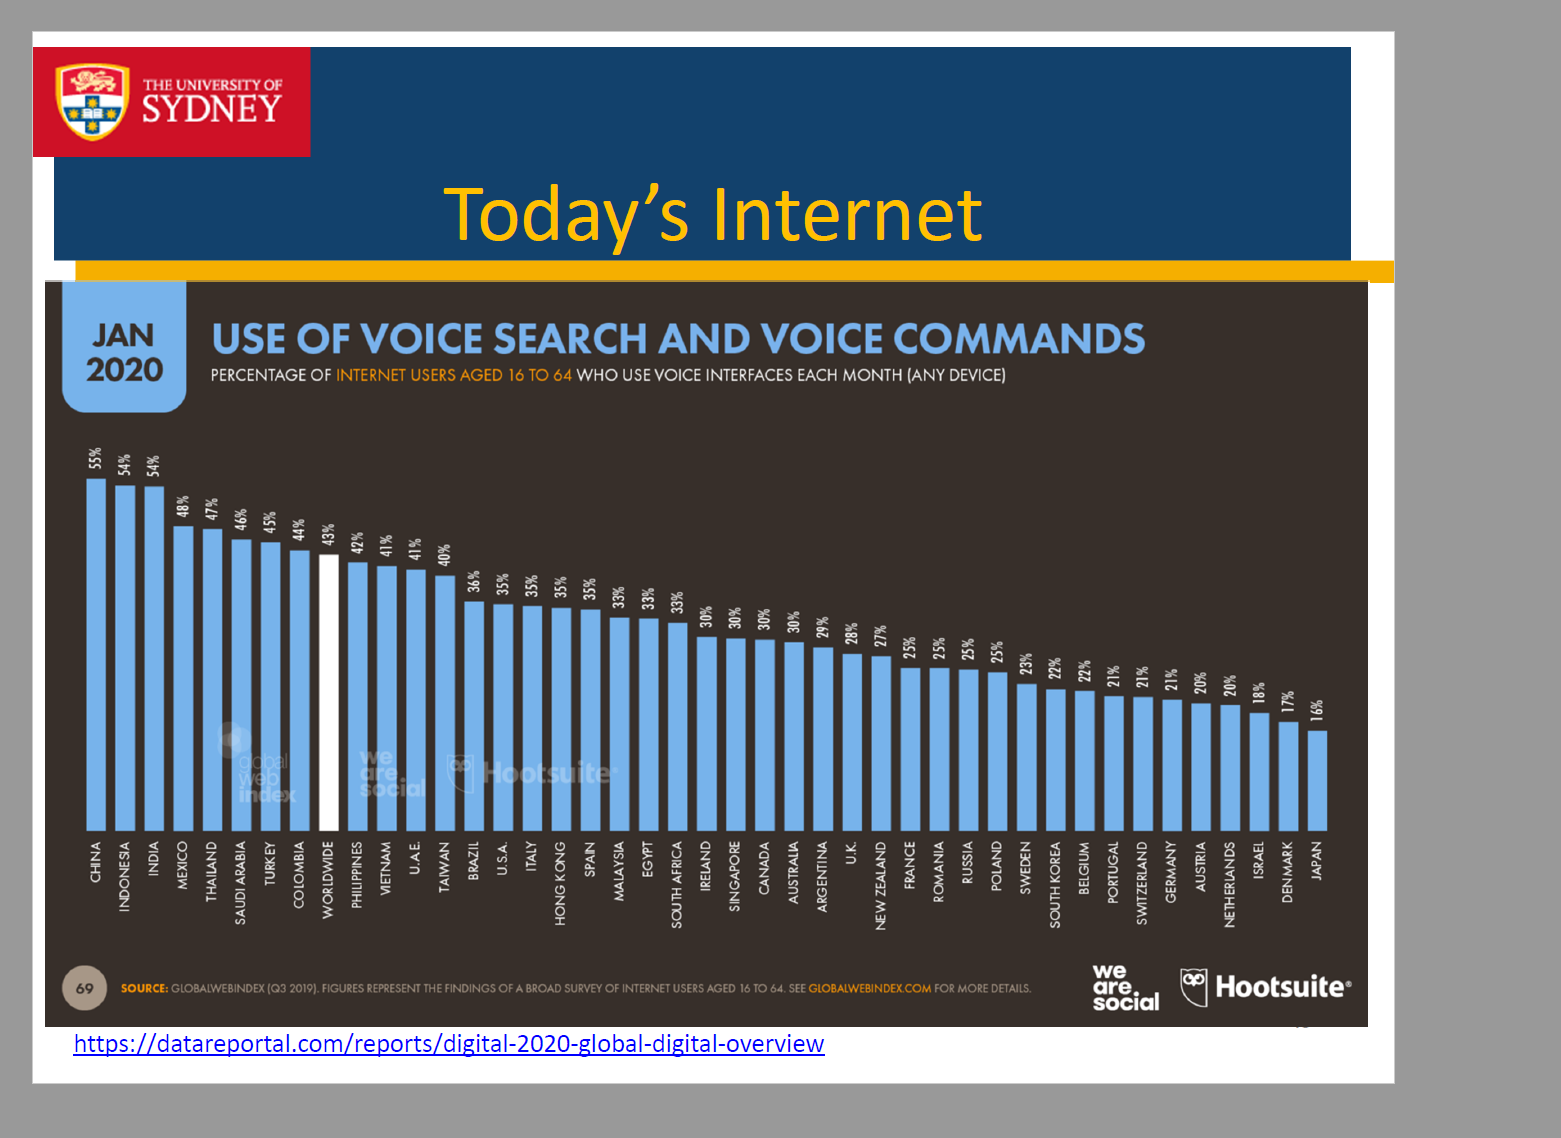 THE UNIVERSITY OF
SYDNEY
Today’s Internet
JAN
2020
USE OF VOICE SEARCH AND VOICE COMMANDS
PERCENTAGE OF INTERNET USERS AGED 16 TO 64 WHO USE VOICE INTERFACES EACH MONTH (ANY DEVICE)
55%
54%
54%
48%
47%
46%
45%
44%
43%
42%
41%
41%
40%
36%
35%
35%
35%
35%
33%
33%
33%
30%
30%
30%
30%
29%
28%
27%
25%
25%
25%
25%
23%
22%
22%
21%
21%
21%
20%
20%
18%
17%
16%
global
web
index
we
are
social
Hootsuite®
CHINA
INDONESIA
INDIA
MEXICO
THAILAND
SAUDI ARABIA
TURKEY
COLOMBIA
WORLDWIDE
PHILIPPINES
VIETNAM
U.A.E.
TAIWAN
BRAZIL
U.S.A.
ITALY
HONG KONG
SPAIN
MALAYSIA
EGYPT
SOUTH AFRICA
IRELAND
SINGAPORE
CANADA
AUSTRALIA
ARGENTINA
U.K.
NEW ZEALAND
FRANCE
ROMANIA
RUSSIA
POLAND
SWEDEN
SOUTH KOREA
BELGIUM
PORTUGAL
SWITZERLAND
GERMANY
AUSTRIA
NETHERLANDS
ISRAEL
DENMARK
JAPAN
69
SOURCE: GLOBALWEBINDEX (Q3 2019). FIGURES REPRESENT THE FINDINGS OF A BROAD SURVEY OF INTERNET USERS AGED 16 TO 64. SEE GLOBALWEBINDEX.COM FOR MORE DETAILS.
we
are
social
Hootsuite®
https://datareportal.com/reports/digital-2020-global-digital-overview